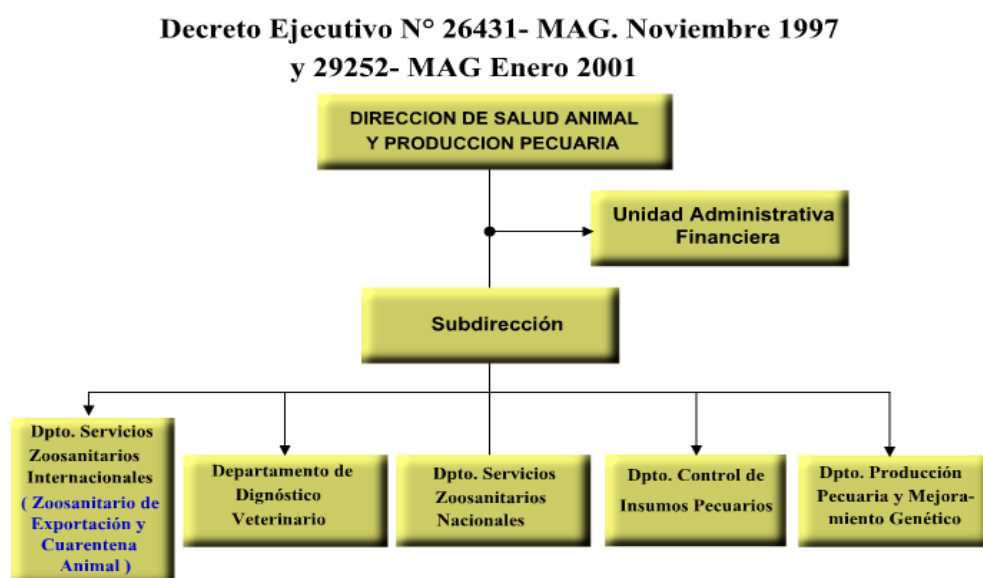 Decreto Ejecutivo N° 26431- MAG. Noviembre 1997
y 29252- MAG Enero 2001
DIRECCION DE SALUD ANIMAL
Y PRODUCCION PECUARIA
Unidad Administrativa
Financiera
Subdirección
Dpto. Servicios
Zoosanitarios
Internacionales
( Zoosanitario de
Exportación y
Cuarentena
Animal )
Departamento de
Dignóstico
Veterinario
Dpto. Servicios
Zoosanitarios
Nacionales
Dpto. Control de
Insumos Pecuarios
Dpto. Producción
Pecuaria y Mejora-
miento Genético